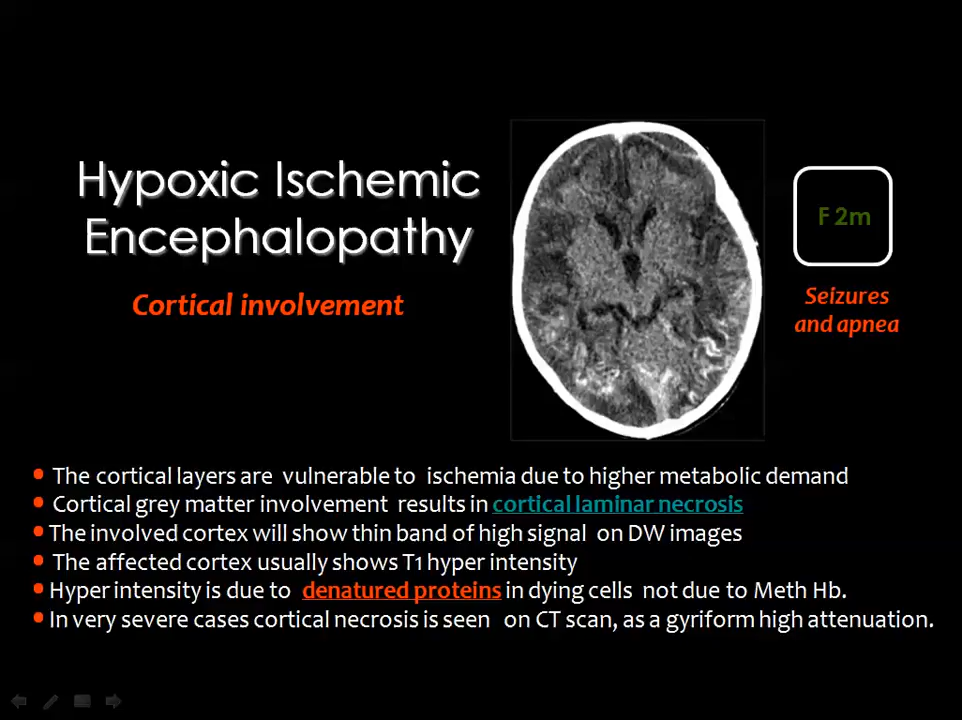 Hypoxic Ischemic
Encephalopathy
Cortical involvement
F 2m
Seizures
and apnea
• The cortical layers are vulnerable to ischemia due to higher metabolic demand
• Cortical grey matter involvement results in cortical laminar necrosis
• The involved cortex will show thin band of high signal on DW images
• The affected cortex usually shows T1 hyper intensity
• Hyper intensity is due to denatured proteins in dying cells not due to Meth Hb.
• In very severe cases cortical necrosis is seen on CT scan, as a gyriform high attenuation.